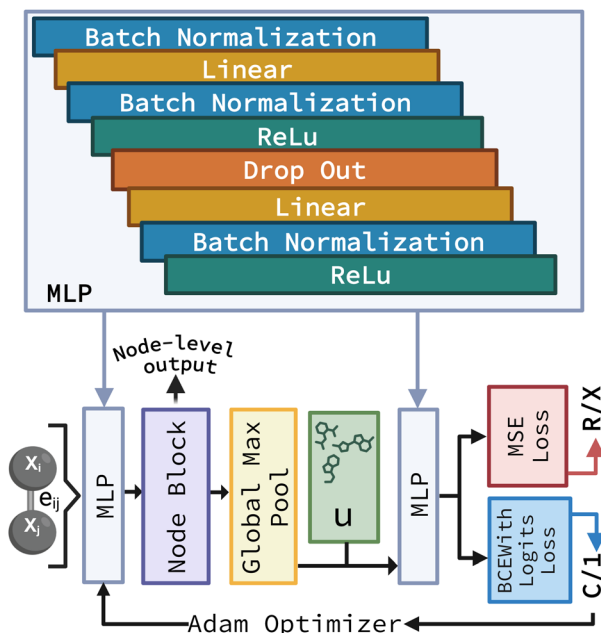 Batch Normalization
Linear
Batch Normalization
ReLu
Drop Out
Linear
Batch Normalization
ReLu
MLP
Node-level
output
Xi
eij
Xj
MLP
Node Block
Global Max
Pool
u
MLP
MSE
Loss
R/X
BCEWith
Logits
Loss
C/1
Adam Optimizer